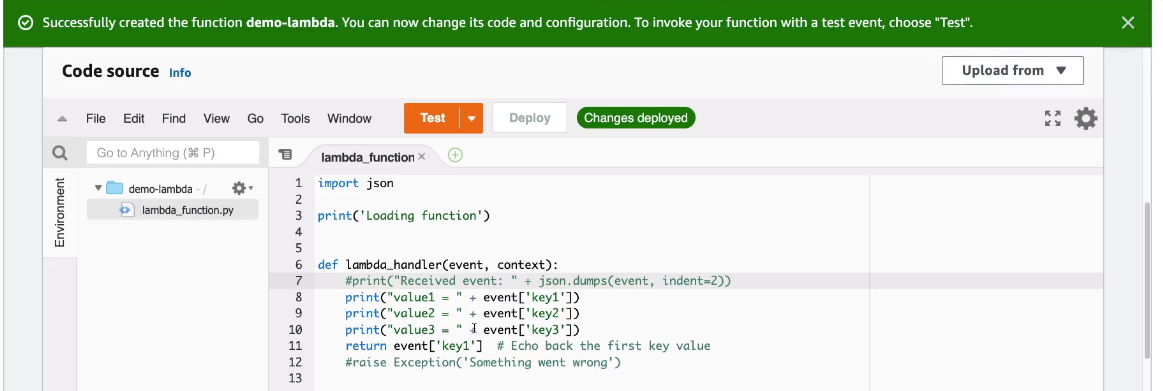 Successfully created the function demo-lambda. You can now change its code and configuration. To invoke your function with a test event, choose "Test".
Code source Info
Upload from
File Edit Find View Go Tools Window Test Deploy Changes deployed
Go to Anything (⌘ P)
lambda_function
Environment
demo-lambda - /
lambda_function.py
1 import json
2
3 print('Loading function')
4
5
6 def lambda_handler(event, context):
7 #print("Received event: " + json.dumps(event, indent=2))
8 print("value1 = " + event['key1'])
9 print("value2 = " + event['key2'])
10 print("value3 = " + event['key3'])
11 return event['key1'] # Echo back the first key value
12 #raise Exception('Something went wrong')
13